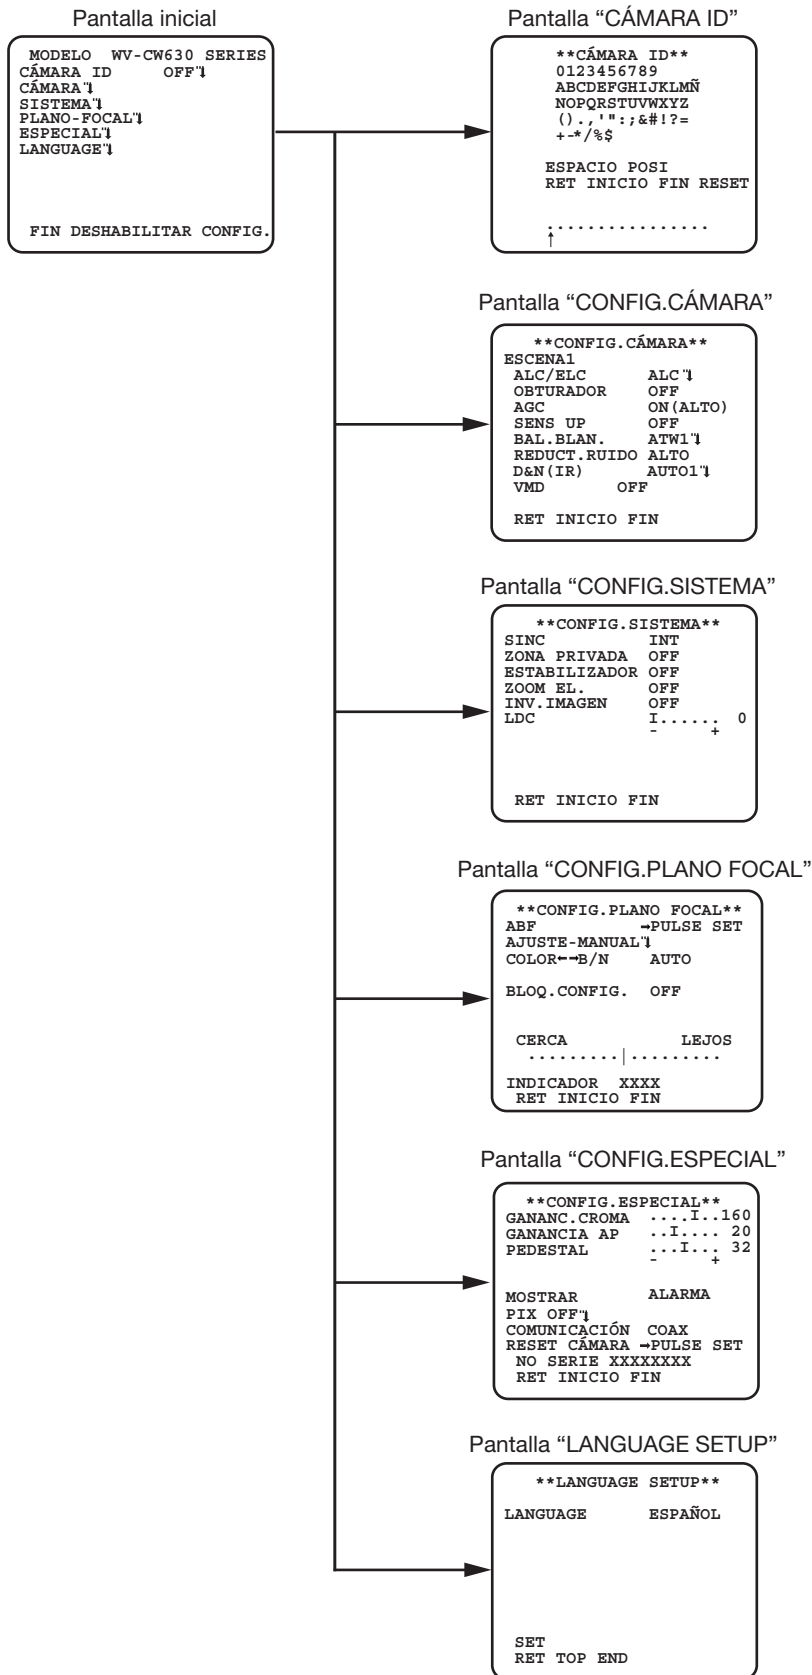 Pantalla inicial
MODELO WV-CW630 SERIES
CÁMARA ID OFF
CÁMARA
SISTEMA
PLANO-FOCAL
ESPECIAL
LANGUAGE
FIN DESHABILITAR CONFIG.
Pantalla “CÁMARA ID”
**CÁMARA ID**
0123456789
ABCDEFGHIJKLMÑ
NOPQRSTUVWXYZ
().,'":;&#!?=
+-*/%$
ESPACIO POSI
RET INICIO FIN RESET
................
↑
Pantalla “CONFIG.CÁMARA”
**CONFIG.CÁMARA**
ESCENA1
ALC/ELC ALC
OBTURADOR OFF
AGC ON(ALTO)
SENS UP OFF
BAL.BLAN. ATW1
REDUCT.RUIDO ALTO
D&N(IR) AUTO1
VMD OFF
RET INICIO FIN
Pantalla “CONFIG.SISTEMA”
**CONFIG.SISTEMA**
SINC INT
ZONA PRIVADA OFF
ESTABILIZADOR OFF
ZOOM EL. OFF
INV.IMAGEN OFF
LDC I...... 0
- +
RET INICIO FIN
Pantalla “CONFIG.PLANO FOCAL”
**CONFIG.PLANO FOCAL**
ABF →PULSE SET
AJUSTE-MANUAL
COLOR←→B/N AUTO
BLOQ.CONFIG. OFF
CERCA LEJOS
.........|.........
INDICADOR XXXX
RET INICIO FIN
Pantalla “CONFIG.ESPECIAL”
**CONFIG.ESPECIAL**
GANANC.CROMA ....I..160
GANANCIA AP ..I.... 20
PEDESTAL ...I... 32
- +
MOSTRAR ALARMA
PIX OFF
COMUNICACIÓN COAX
RESET CÁMARA →PULSE SET
NO SERIE XXXXXXXX
RET INICIO FIN
Pantalla “LANGUAGE SETUP”
**LANGUAGE SETUP**
LANGUAGE ESPAÑOL
SET
RET TOP END